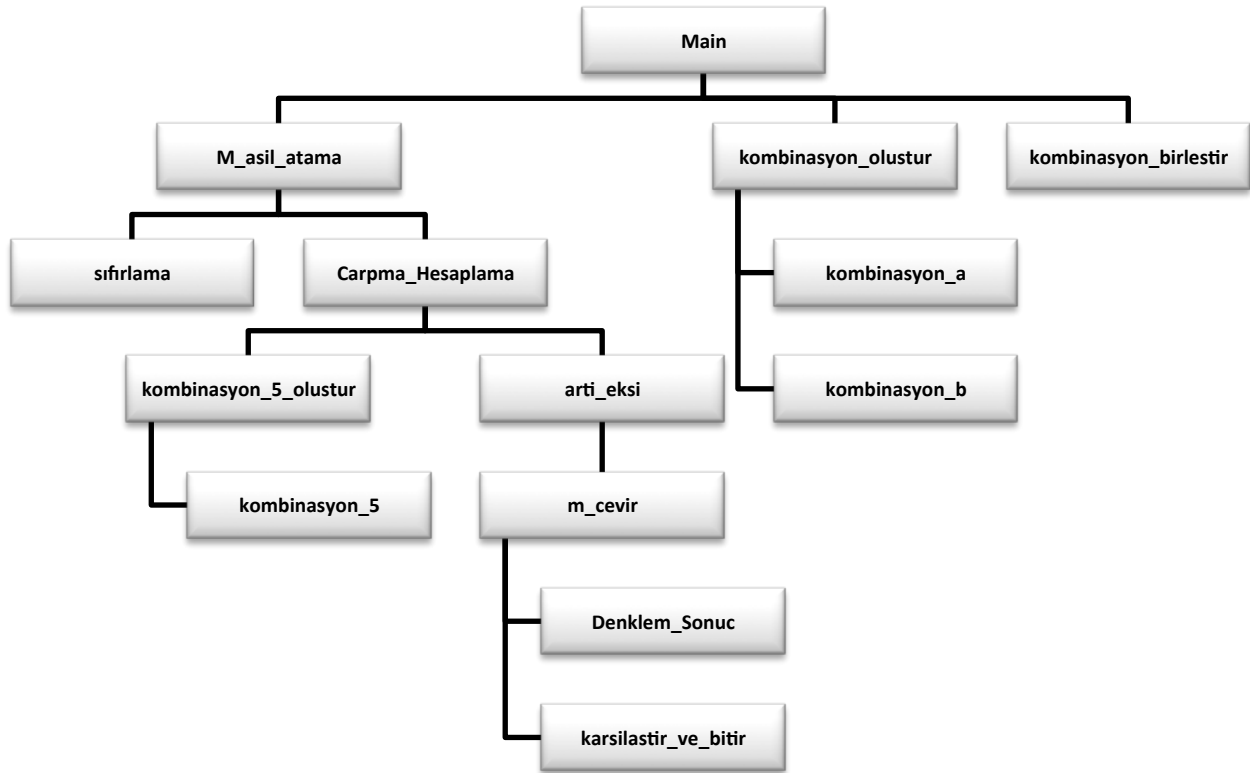 Main
M_asil_atama
kombinasyon_olustur
kombinasyon_birlestir
sıfırlama
Carpma_Hesaplama
kombinasyon_a
kombinasyon_5_olustur
arti_eksi
kombinasyon_b
kombinasyon_5
m_cevir
Denklem_Sonuc
karsilastir_ve_bitir